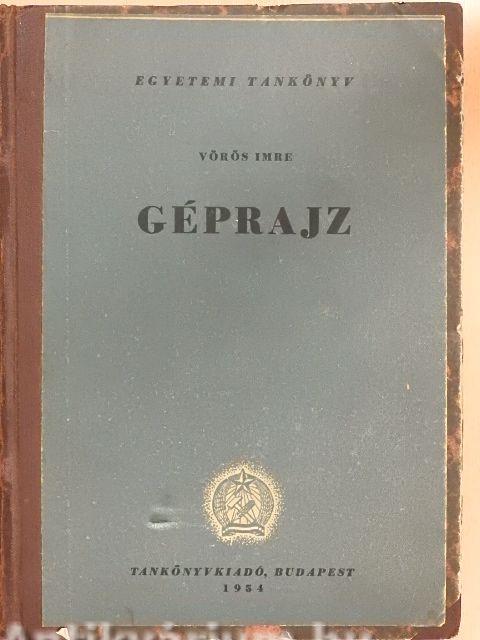 EGYETEMI TANKÖNYV
VÖRÖS IMRE
GÉPRAJZ
TANKÖNYVKIADÓ, BUDAPEST
1954